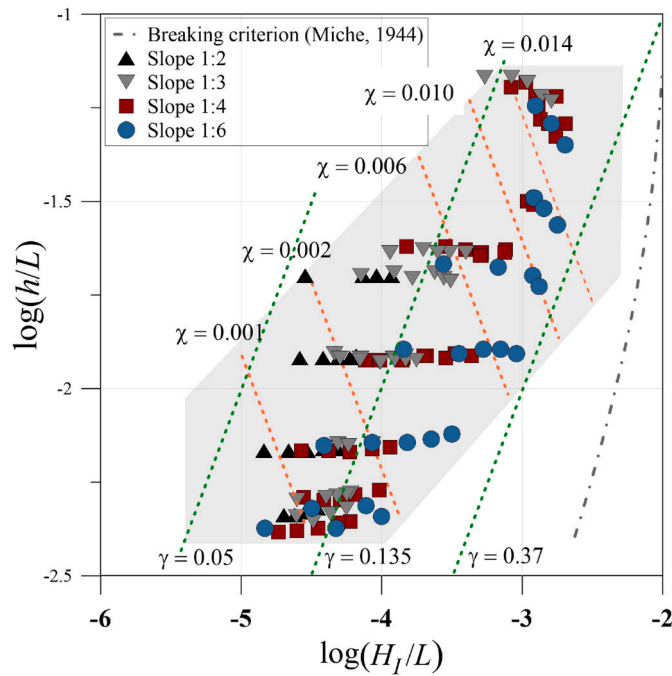 -1
Breaking criterion (Miche, 1944)
Slope 1:2
Slope 1:3
Slope 1:4
Slope 1:6
χ = 0.014
χ = 0.010
χ = 0.006
χ = 0.002
χ = 0.001
-1.5
-2
-2.5
log(h/L)
γ = 0.05
γ = 0.135
γ = 0.37
-6
-5
-4
-3
-2
log(H_I/L)